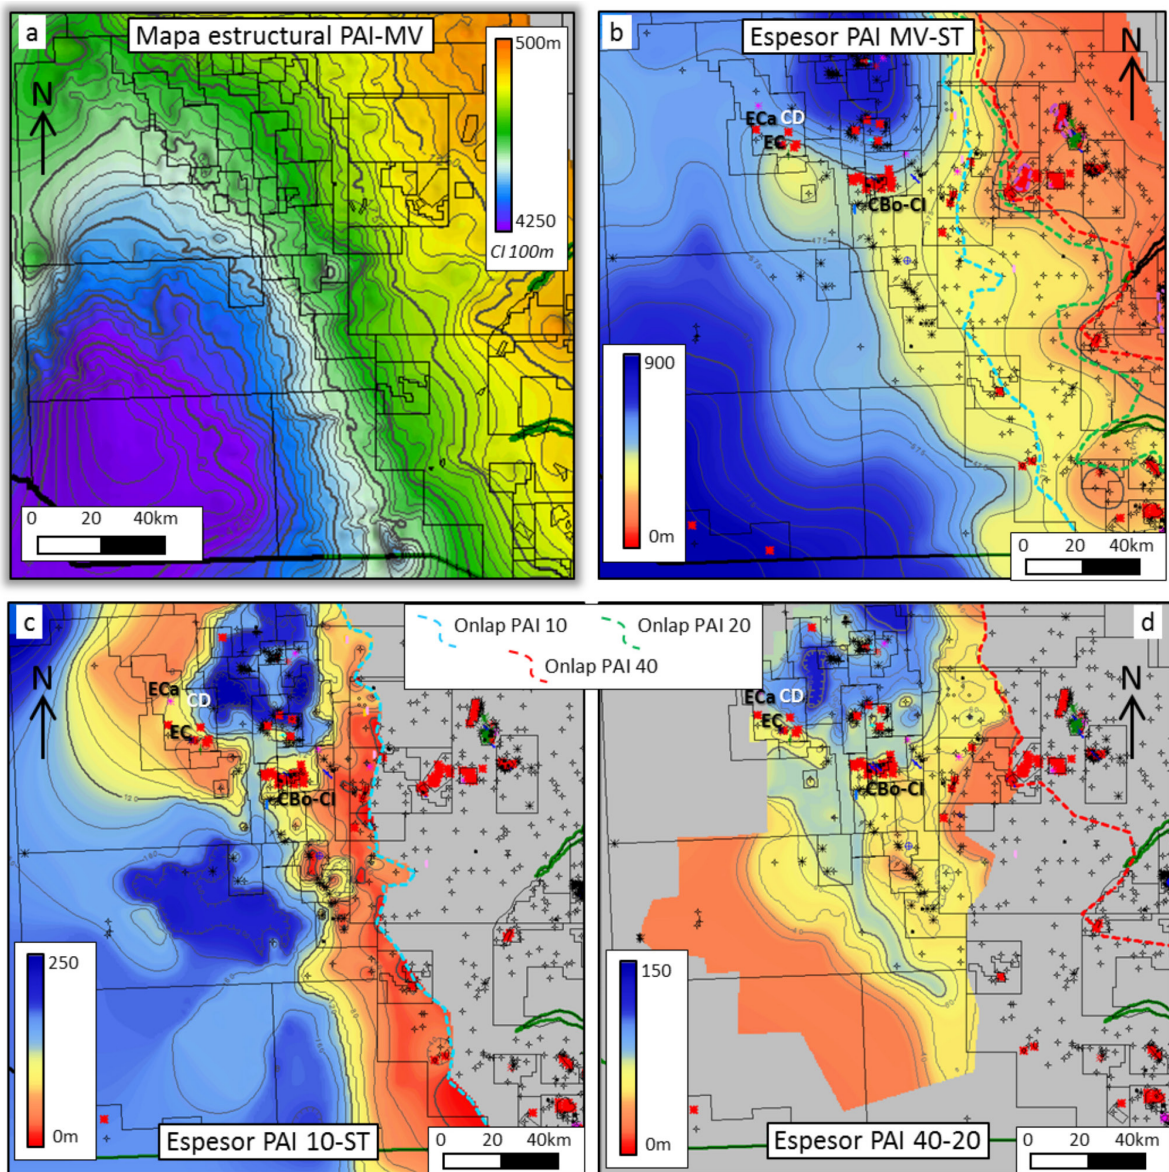 a
Mapa estructural PAI-MV
500m
4250
CI 100m
N
0 20 40km
b
Espesor PAI MV-ST
N
ECa CD
EC
CBo-CI
900
0m
0 20 40km
c
Onlap PAI 10
Onlap PAI 20
Onlap PAI 40
N
ECa
CD
EC
CBo-CI
250
0m
Espesor PAI 10-ST
0 20 40km
d
N
ECa CD
EC
CBo-CI
150
0m
Espesor PAI 40-20
0 20 40km